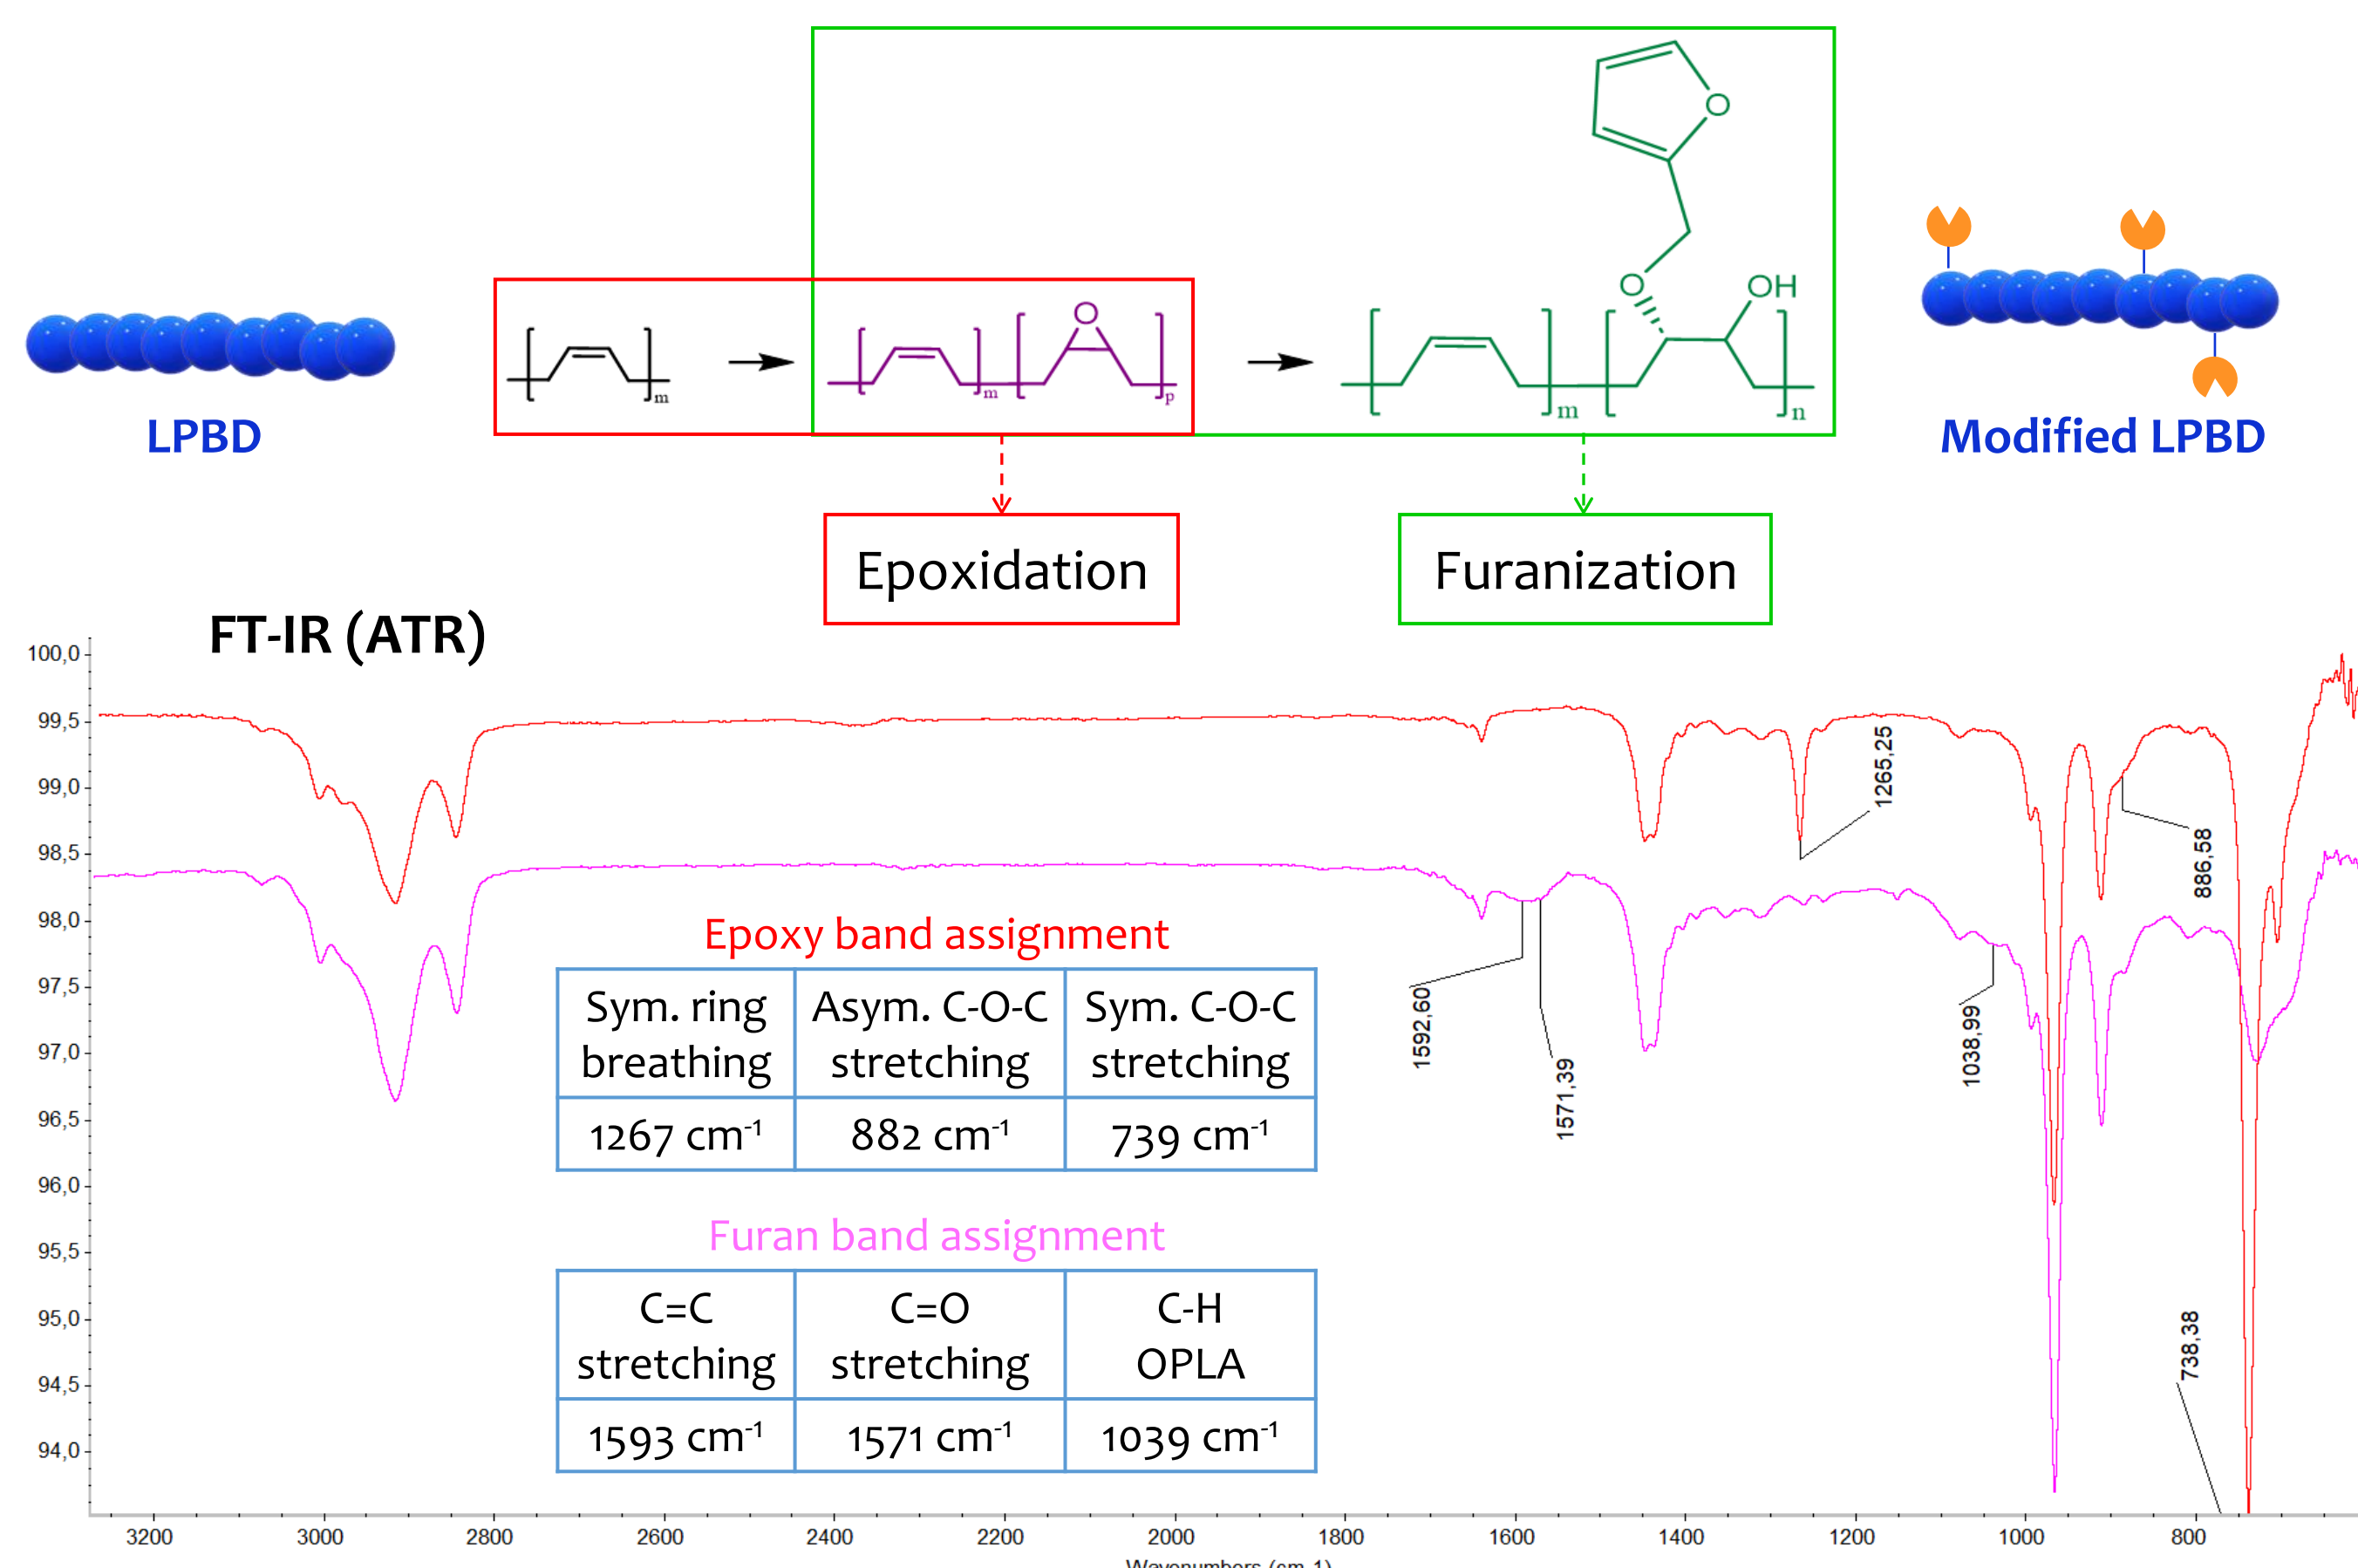 O
O
O
O
OH
m
m
p
m
n
LPBD
Modified LPBD
Epoxidation
Furanization
FT-IR (ATR)
100,0
99,5
99,0
98,5
98,0
97,5
97,0
96,5
96,0
95,5
95,0
94,5
94,0
1265,25
886,58
1592,60
1571,39
1038,99
738,38
Epoxy band assignment
Sym. ring breathing
Asym. C-O-C stretching
Sym. C-O-C stretching
1267 cm⁻¹
882 cm⁻¹
739 cm⁻¹
Furan band assignment
C=C stretching
C=O stretching
C-H OPLA
1593 cm⁻¹
1571 cm⁻¹
1039 cm⁻¹
3200 3000 2800 2600 2400 2200 2000 1800 1600 1400 1200 1000 800
Wavenumbers (cm-1)